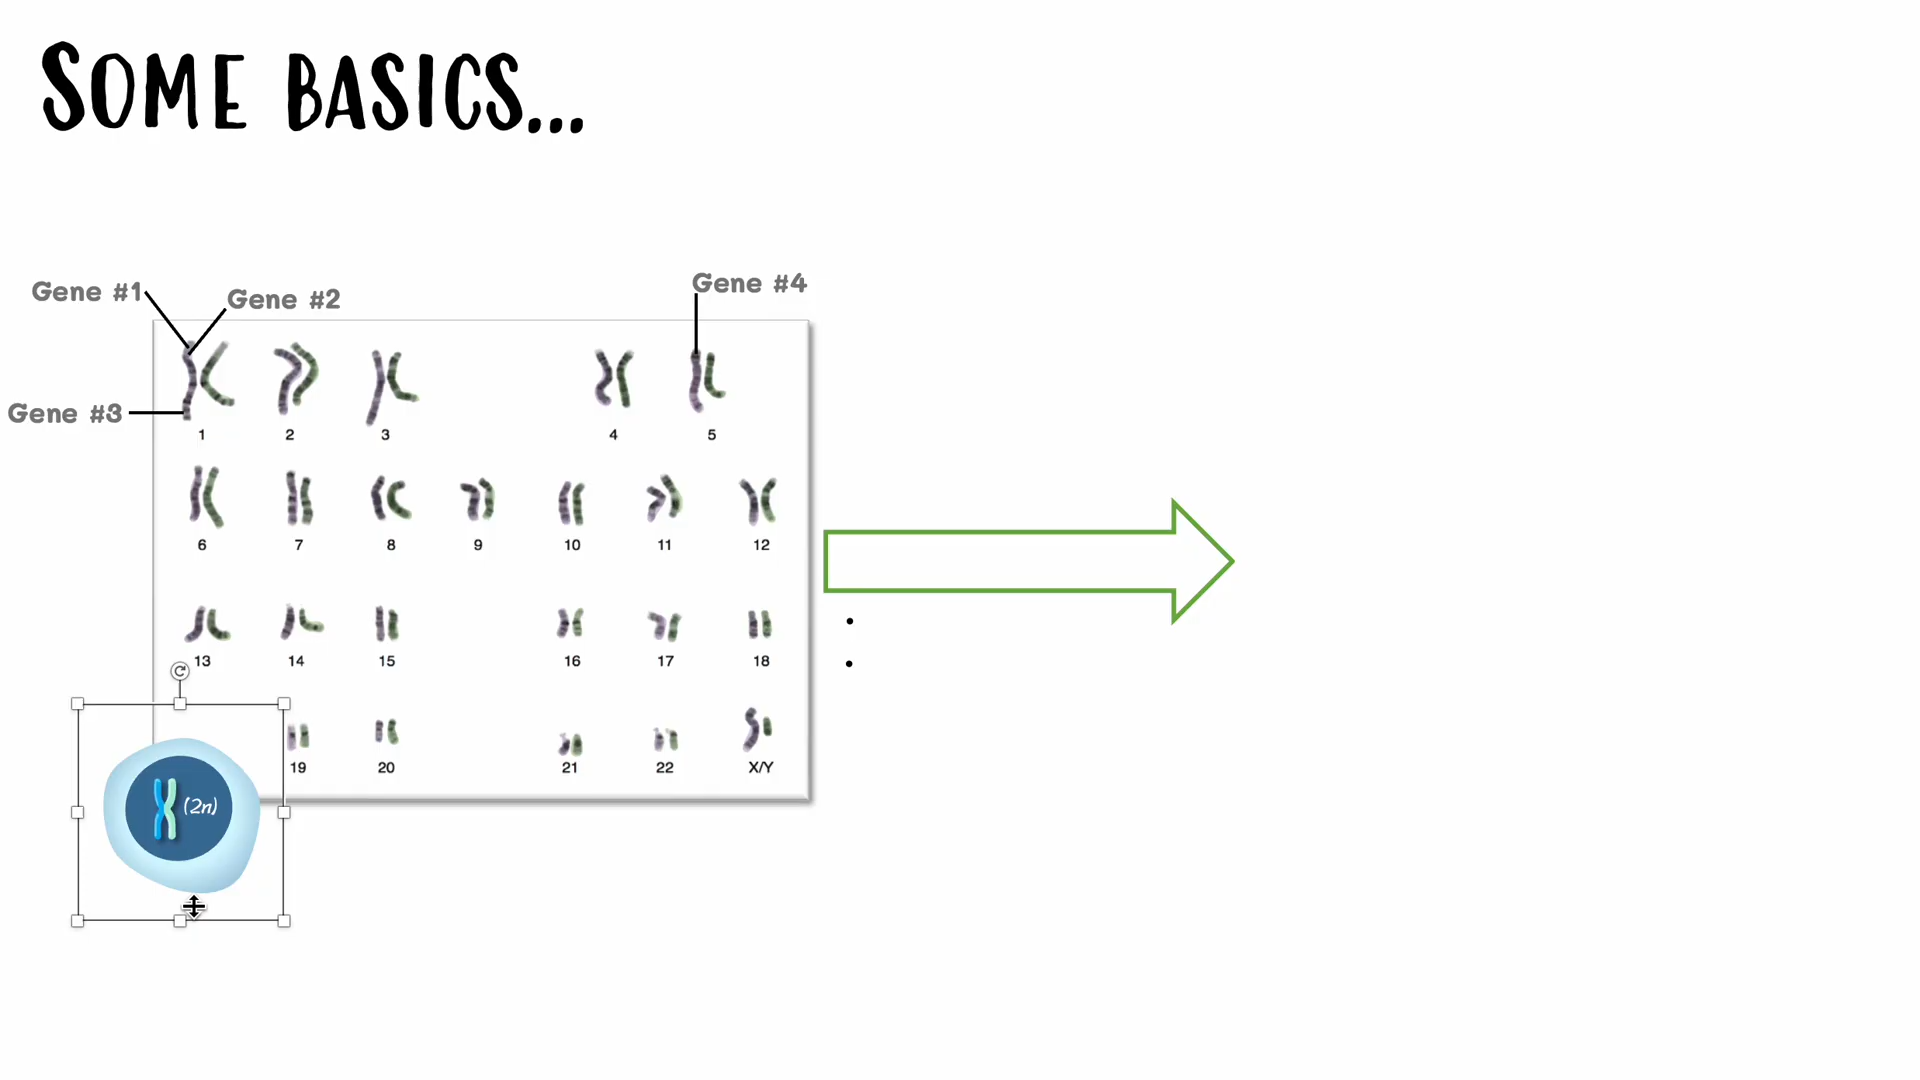 SOME BASICS...
Gene #1
Gene #2
Gene #4
Gene #3
1 2 3 4 5
6 7 8 9 10 11 12
13 14 15 16 17 18
19 20 21 22 X/Y
(2n)